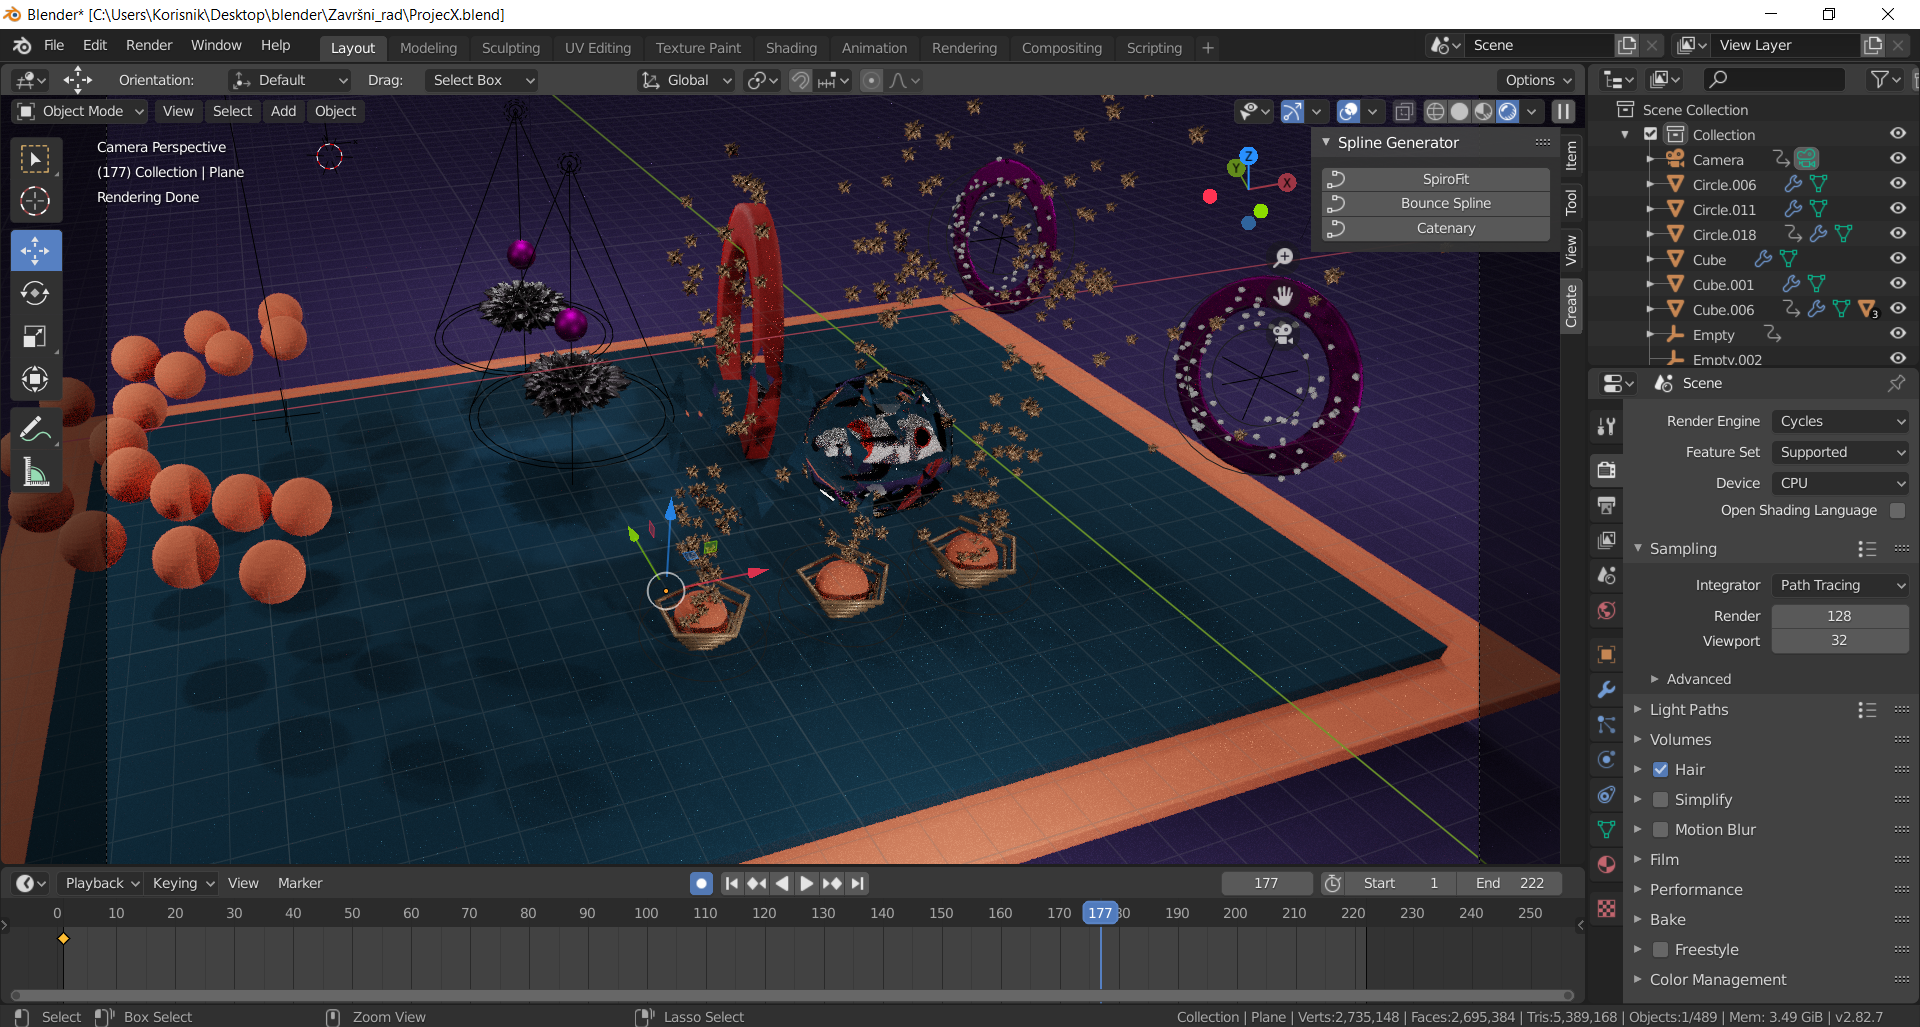 Blender* [C:\Users\Korisnik\Desktop\blender\Završni_rad\ProjecX.blend]
File Edit Render Window Help Layout Modeling Sculpting UV Editing Texture Paint Shading Animation Rendering Compositing Scripting + Scene View Layer
Orientation: Default Drag: Select Box Global Options
Object Mode View Select Add Object
Camera Perspective
(177) Collection | Plane
Rendering Done
Spline Generator
SpiroFit
Bounce Spline
Catenary
Item
Tool
View
Create
Z
Y
X
Scene Collection
Collection
Camera
Circle.006
Circle.011
Circle.018
Cube
Cube.001
Cube.006 3
Empty
Empty.002
Scene
Render Engine Cycles
Feature Set Supported
Device CPU
Open Shading Language
Sampling
Integrator Path Tracing
Render 128
Viewport 32
Advanced
Light Paths
Volumes
Hair
Simplify
Motion Blur
Film
Performance
Bake
Freestyle
Color Management
Playback Keying View Marker 177 Start 1 End 222
0 10 20 30 40 50 60 70 80 90 100 110 120 130 140 150 160 170 177 80 190 200 210 220 230 240 250
Select Box Select Zoom View Lasso Select Collection | Plane | Verts:2,735,148 | Faces:2,695,384 | Tris:5,389,168 | Objects:1/489 | Mem: 3.49 GiB | v2.82.7